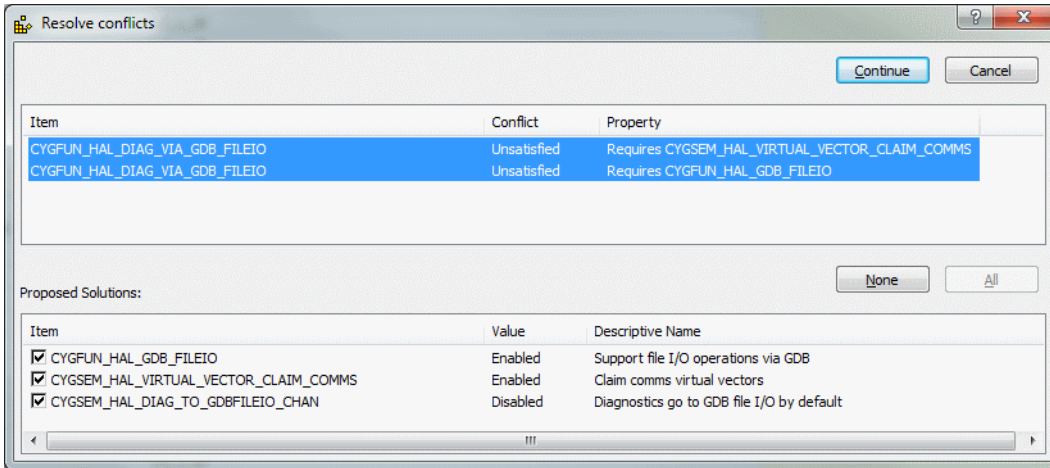 Resolve conflicts
Continue Cancel
Item Conflict Property
CYGFUN_HAL_DIAG_VIA_GDB_FILEIO Unsatisfied Requires CYGSEM_HAL_VIRTUAL_VECTOR_CLAIM_COMMS
CYGFUN_HAL_DIAG_VIA_GDB_FILEIO Unsatisfied Requires CYGFUN_HAL_GDB_FILEIO
None All
Proposed Solutions:
Item Value Descriptive Name
CYGFUN_HAL_GDB_FILEIO Enabled Support file I/O operations via GDB
CYGSEM_HAL_VIRTUAL_VECTOR_CLAIM_COMMS Enabled Claim comms virtual vectors
CYGSEM_HAL_DIAG_TO_GDBFILEIO_CHAN Disabled Diagnostics go to GDB file I/O by default